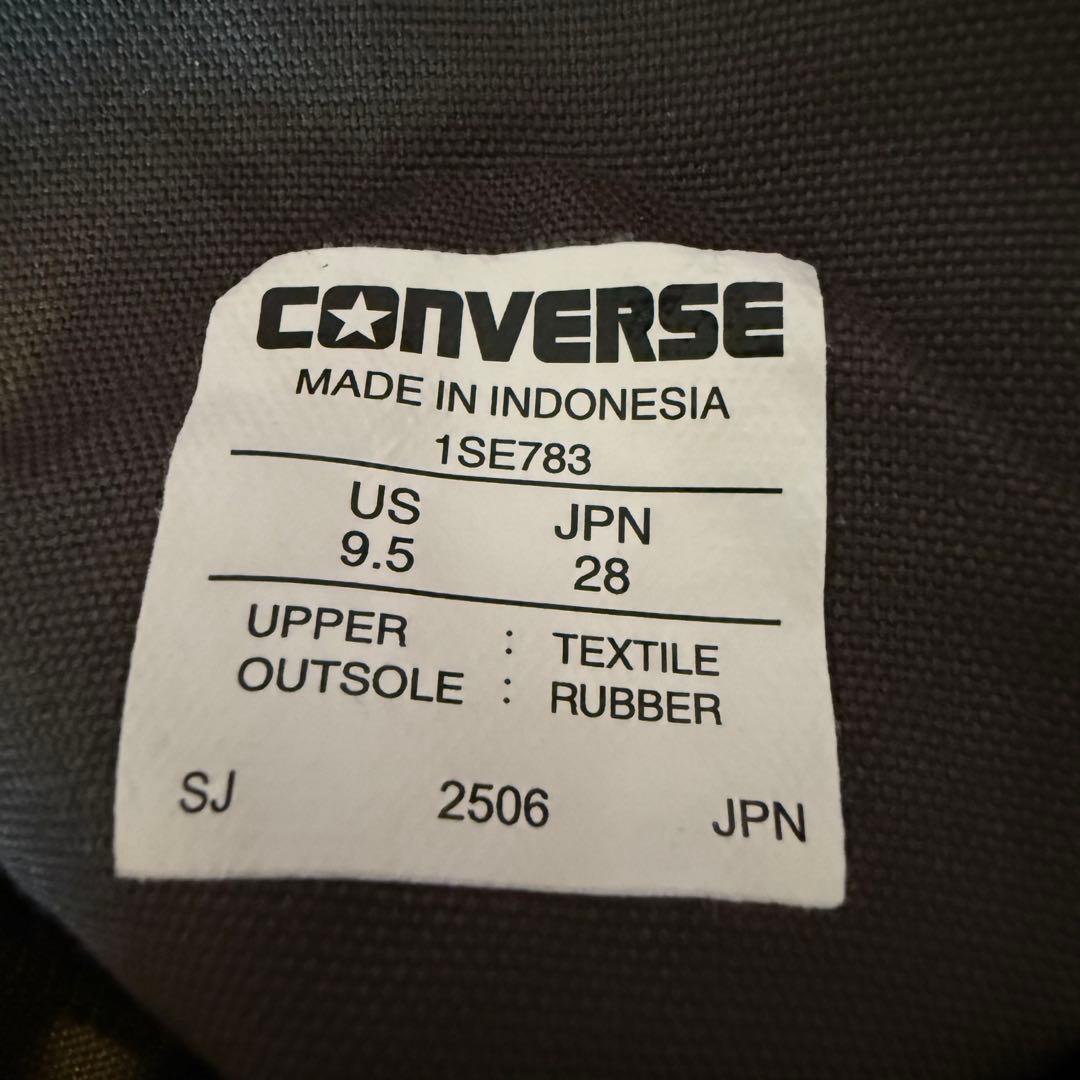 CONVERSE
MADE IN INDONESIA
1SE783
US JPN
9.5 28
UPPER : TEXTILE
OUTSOLE : RUBBER
SJ 2506 JPN